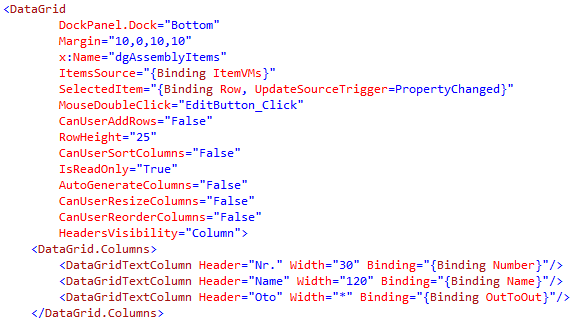 <DataGrid
DockPanel.Dock="Bottom"
Margin="10,0,10,10"
x:Name="dgAssemblyItems"
ItemsSource="{Binding ItemVMs}"
SelectedItem="{Binding Row, UpdateSourceTrigger=PropertyChanged}"
MouseDoubleClick="EditButton_Click"
CanUserAddRows="False"
RowHeight="25"
CanUserSortColumns="False"
IsReadOnly="True"
AutoGenerateColumns="False"
CanUserResizeColumns="False"
CanUserReorderColumns="False"
HeadersVisibility="Column">
<DataGrid.Columns>
<DataGridTextColumn Header="Nr." Width="30" Binding="{Binding Number}"/>
<DataGridTextColumn Header="Name" Width="120" Binding="{Binding Name}"/>
<DataGridTextColumn Header="Oto" Width="*" Binding="{Binding OutToOut}"/>
</DataGrid.Columns>